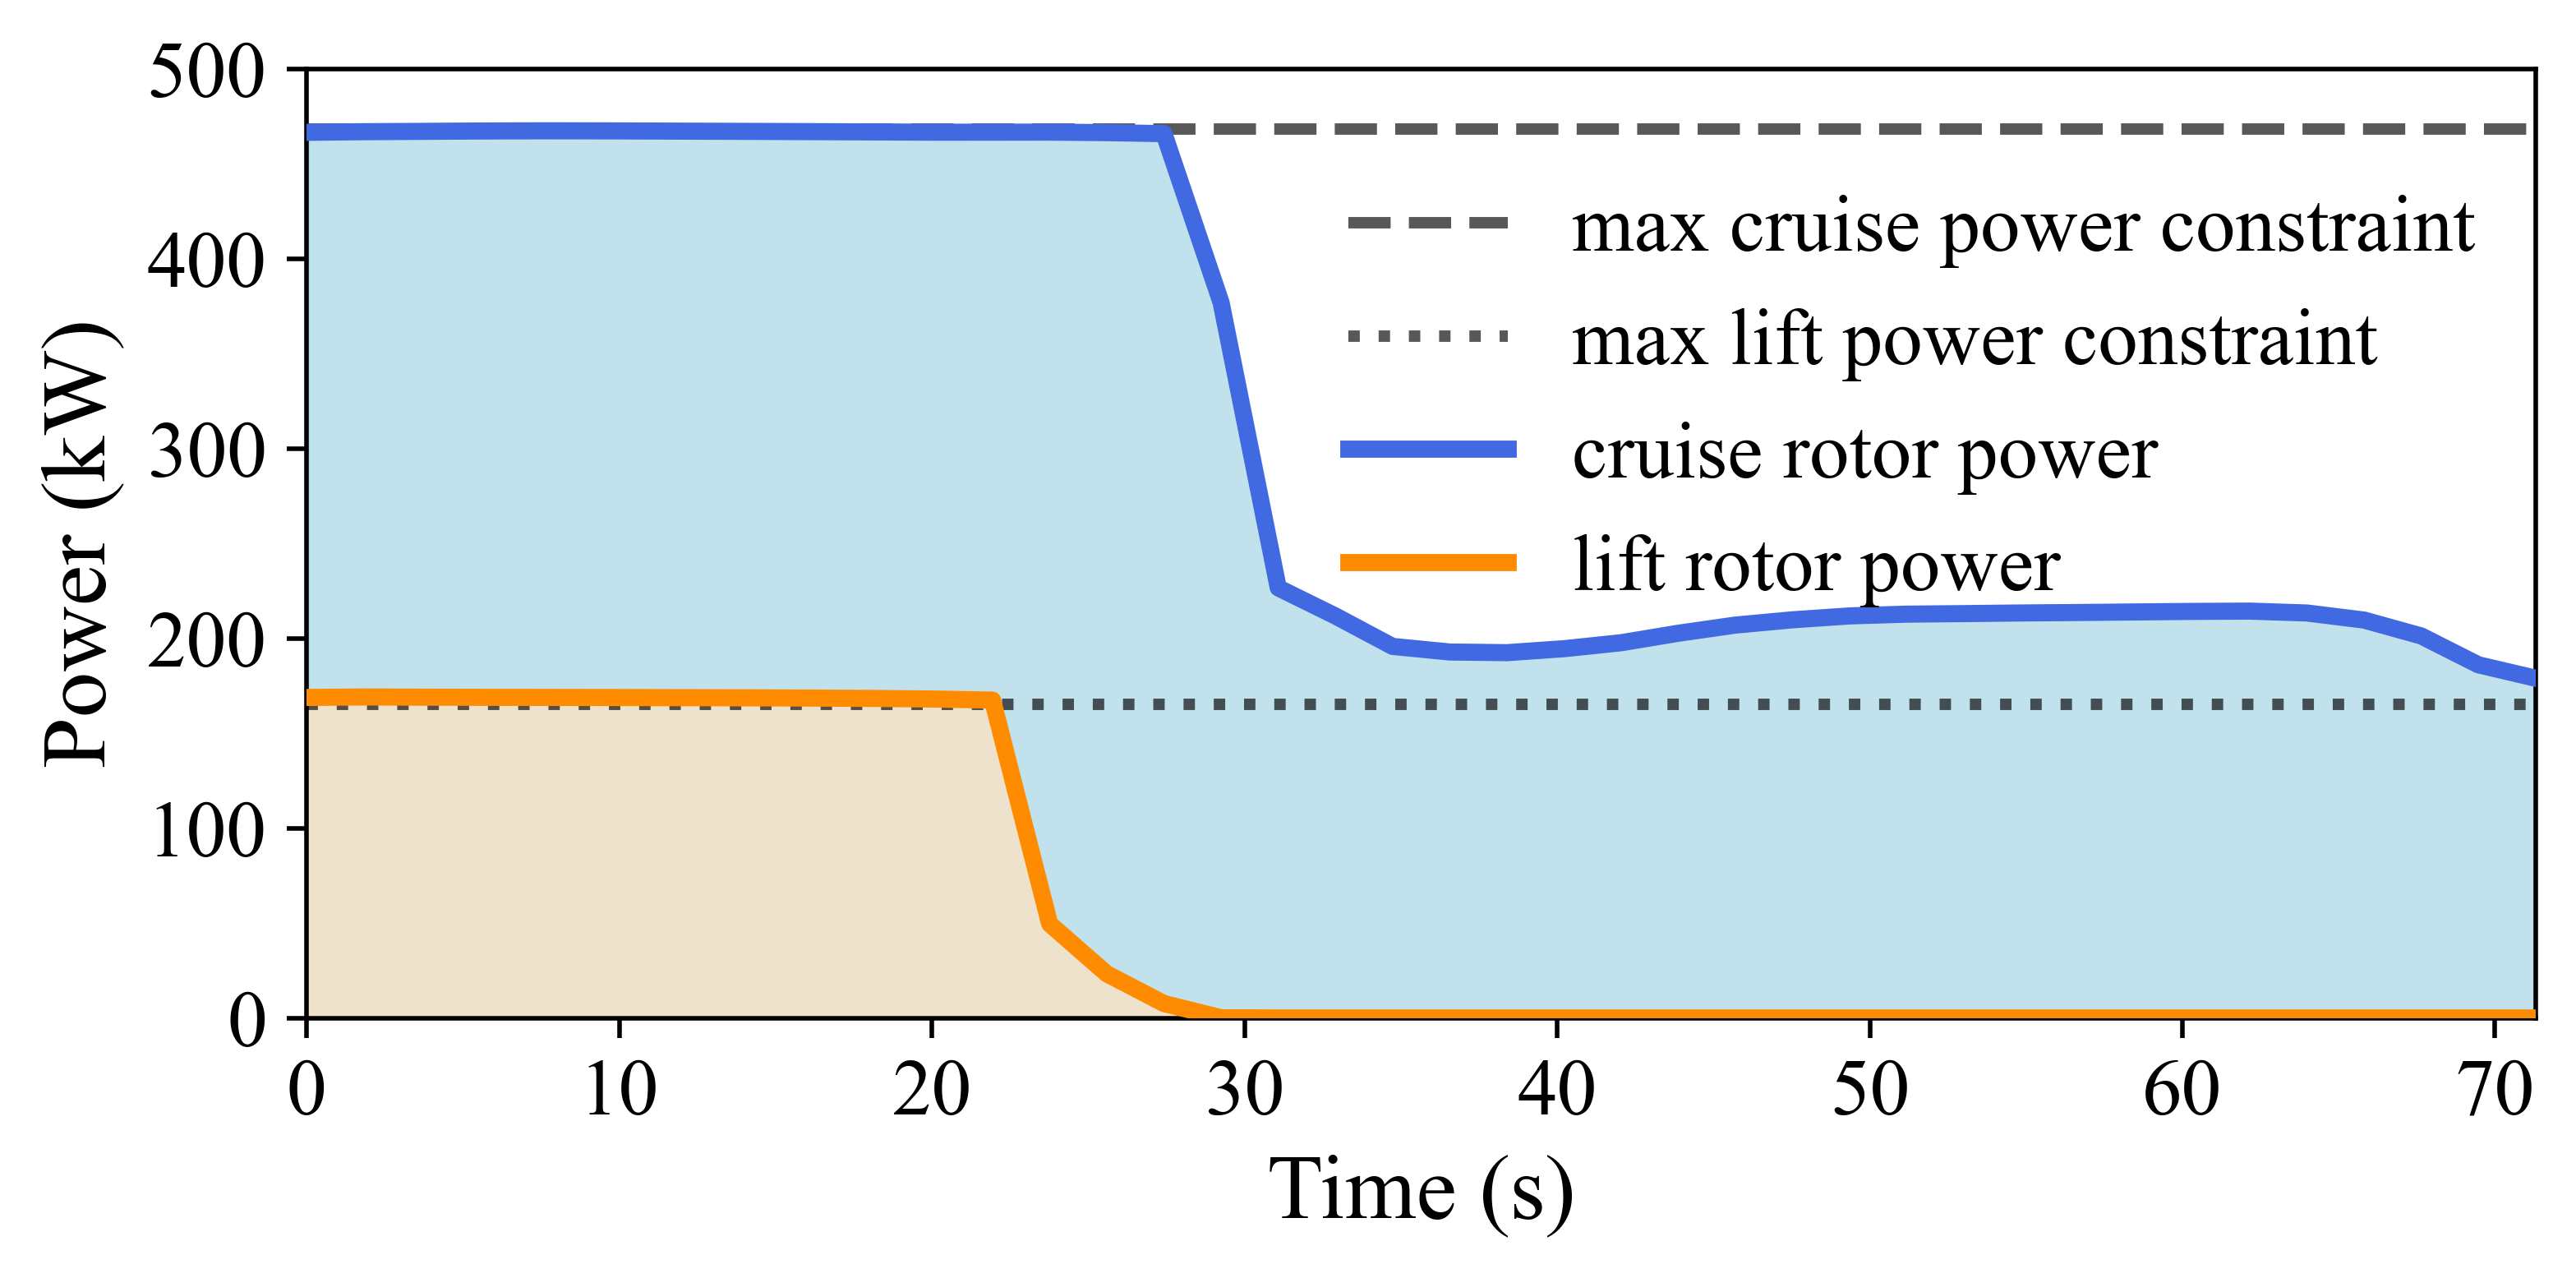 500
400
300
200
100
0
Power (kW)
max cruise power constraint
max lift power constraint
cruise rotor power
lift rotor power
0 10 20 30 40 50 60 70
Time (s)